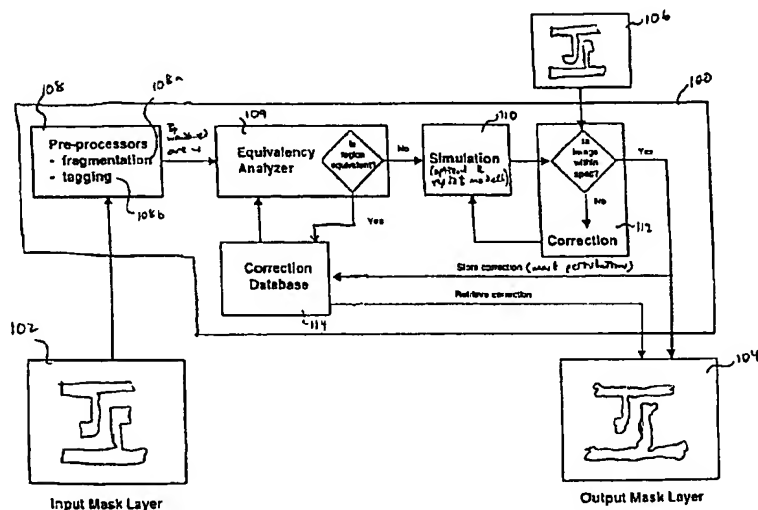 106
100
108
108a
Pre-processors
- fragmentation
- tagging
108b
109
Equivalency
Analyzer
Is
region
equivalent?
No
Yes
110
Simulation
Is
image
within
spec?
Yes
No
Correction
112
Correction
Database
114
Store correction
Retrieve correction
102
Input Mask Layer
104
Output Mask Layer